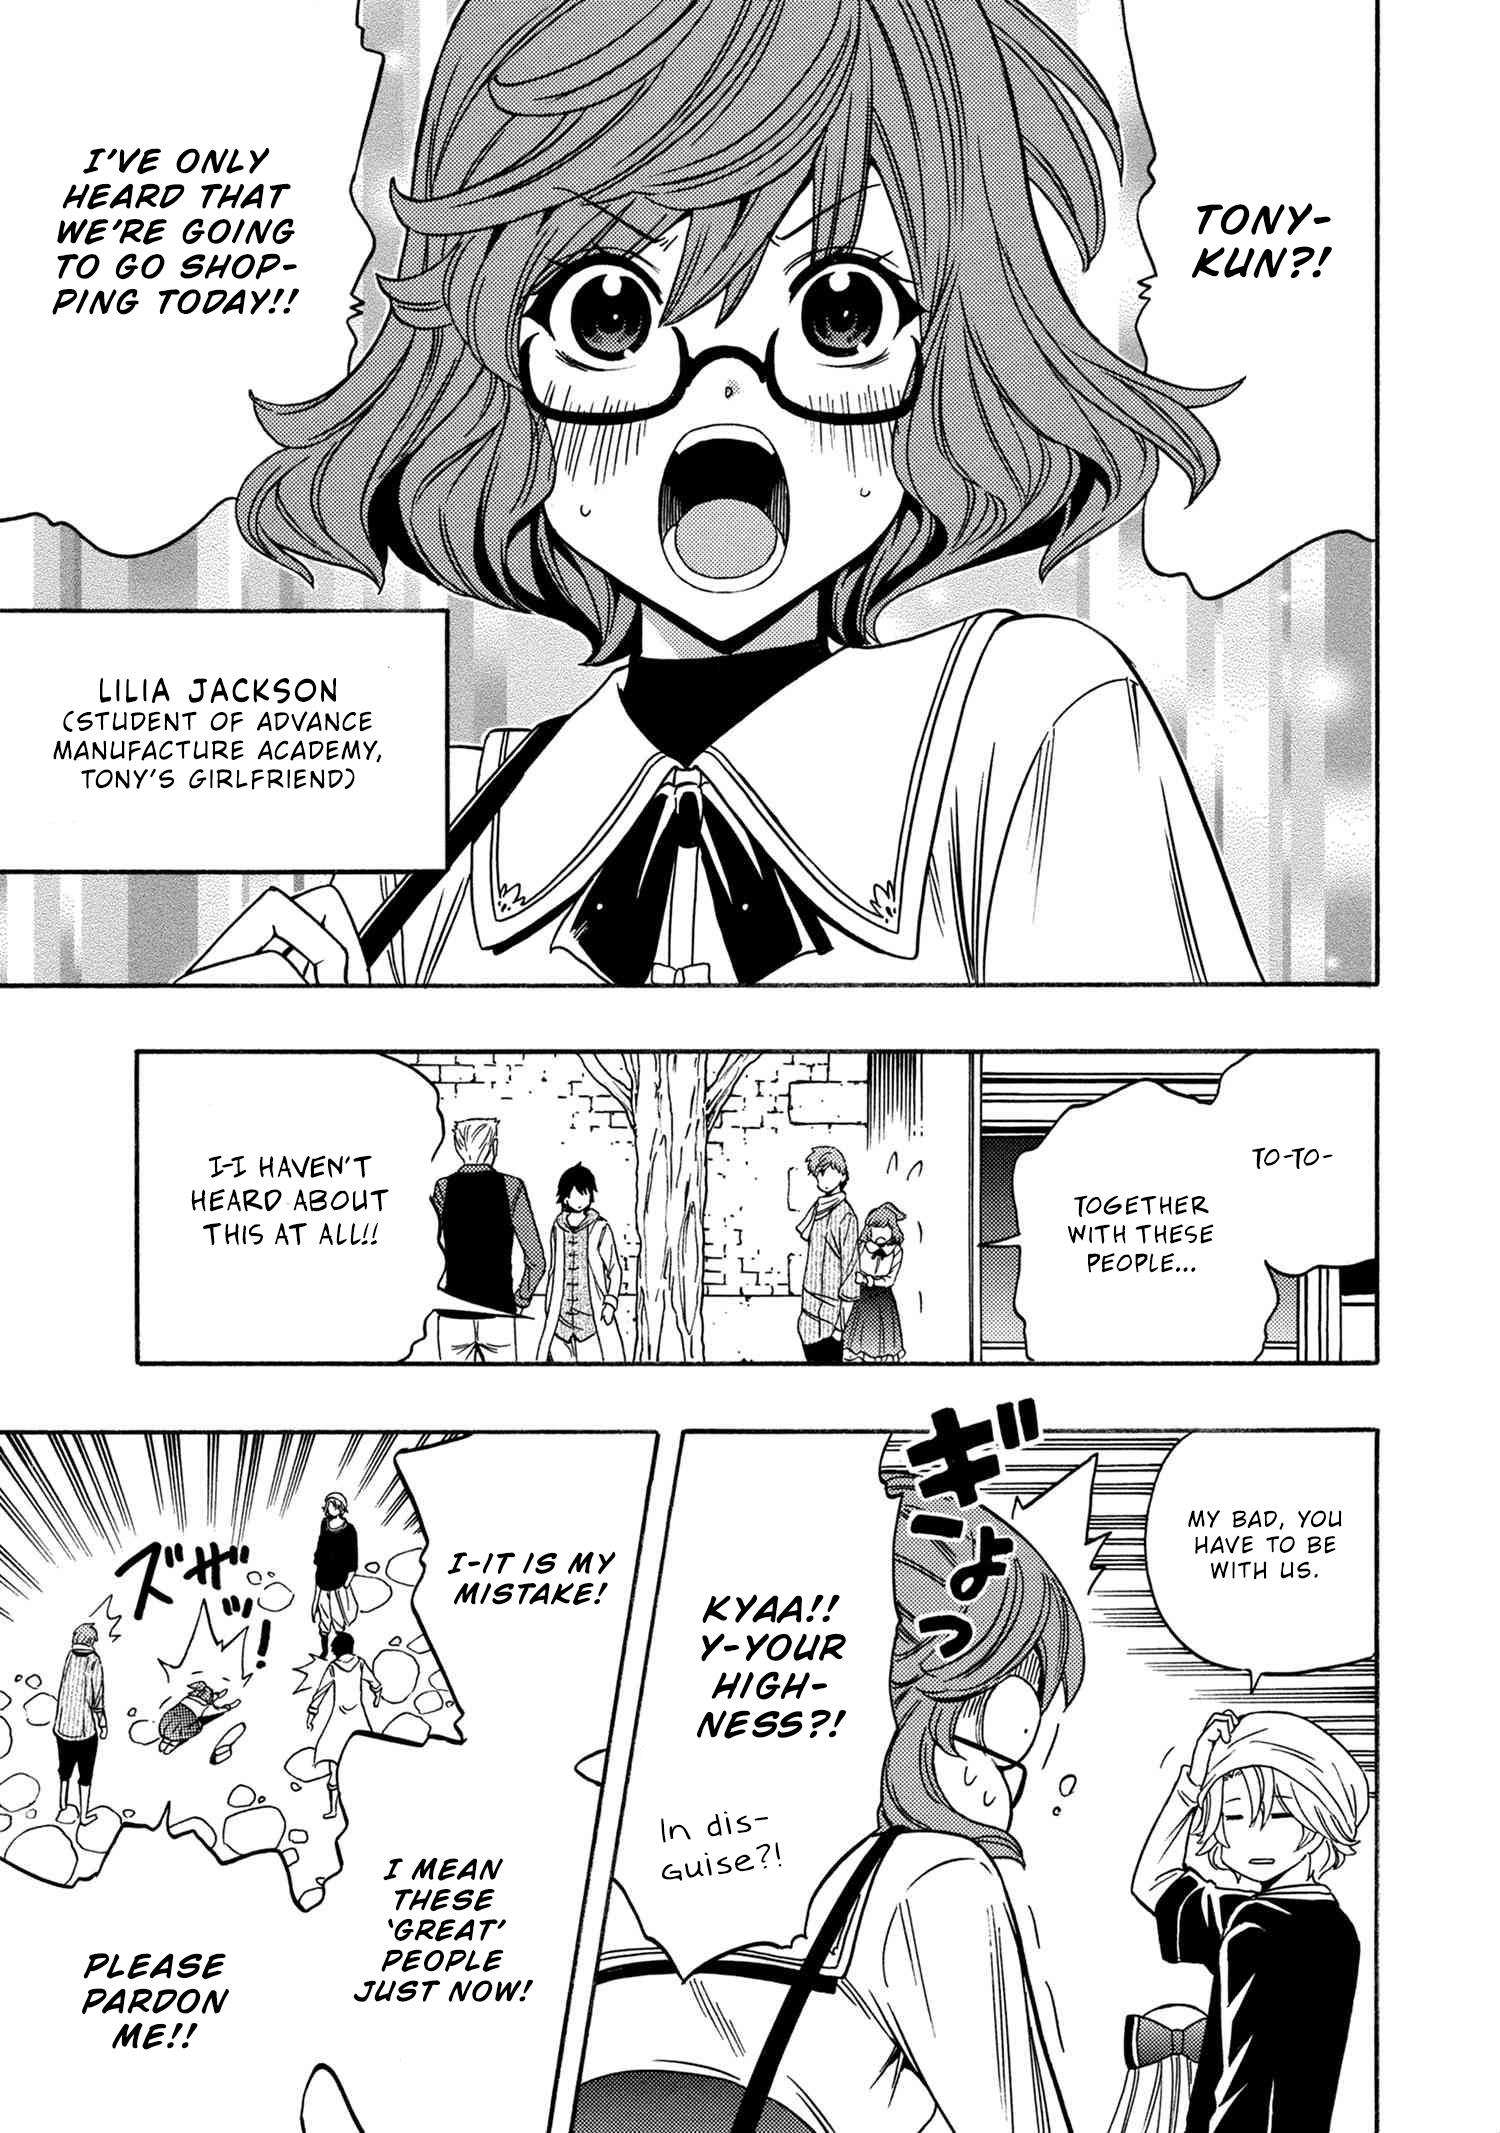 TONY-
KUN?!
I'VE ONLY
HEARD THAT
WE'RE GOING
TO GO SHOP-
PING TODAY!!
LILIA JACKSON
(STUDENT OF ADVANCE
MANUFACTURE ACADEMY,
TONY'S GIRLFRIEND)
TO-TO-
TOGETHER
WITH THESE
PEOPLE...
I-I HAVEN'T
HEARD ABOUT
THIS AT ALL!!
MY BAD, YOU
HAVE TO BE
WITH US.
ギョっ
KYAA!!
Y-YOUR
HIGH-
NESS?!
In dis-
guise?!
I-IT IS MY
MISTAKE!
ズザザ…!
I MEAN
THESE
'GREAT'
PEOPLE
JUST NOW!
PLEASE
PARDON
ME!!